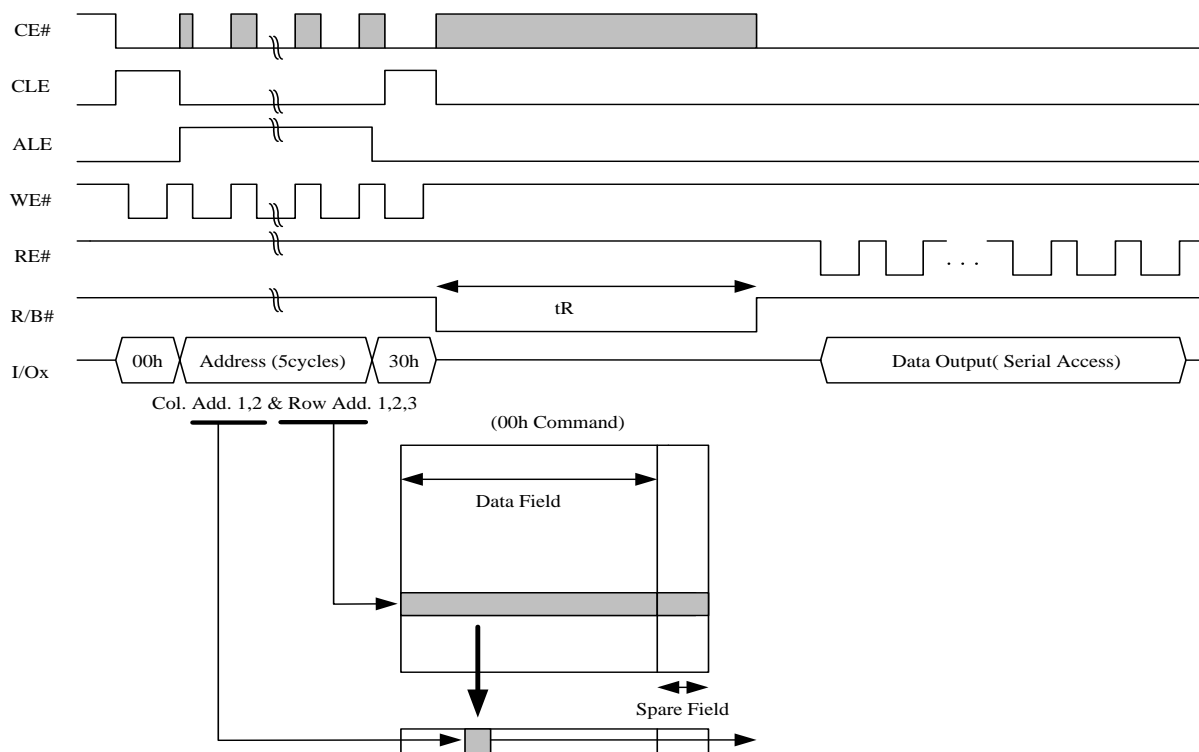 CE#
CLE
ALE
WE#
RE#
. . .
R/B#
tR
I/Ox
00h
Address (5cycles)
30h
Data Output( Serial Access)
Col. Add. 1,2 & Row Add. 1,2,3
(00h Command)
Data Field
Spare Field